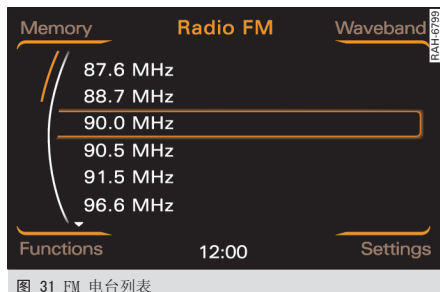 Memory Radio FM Waveband
RAH-6799
87.6 MHz
88.7 MHz
90.0 MHz
90.5 MHz
91.5 MHz
96.6 MHz
Functions 12:00 Settings
图 31 FM 电台列表